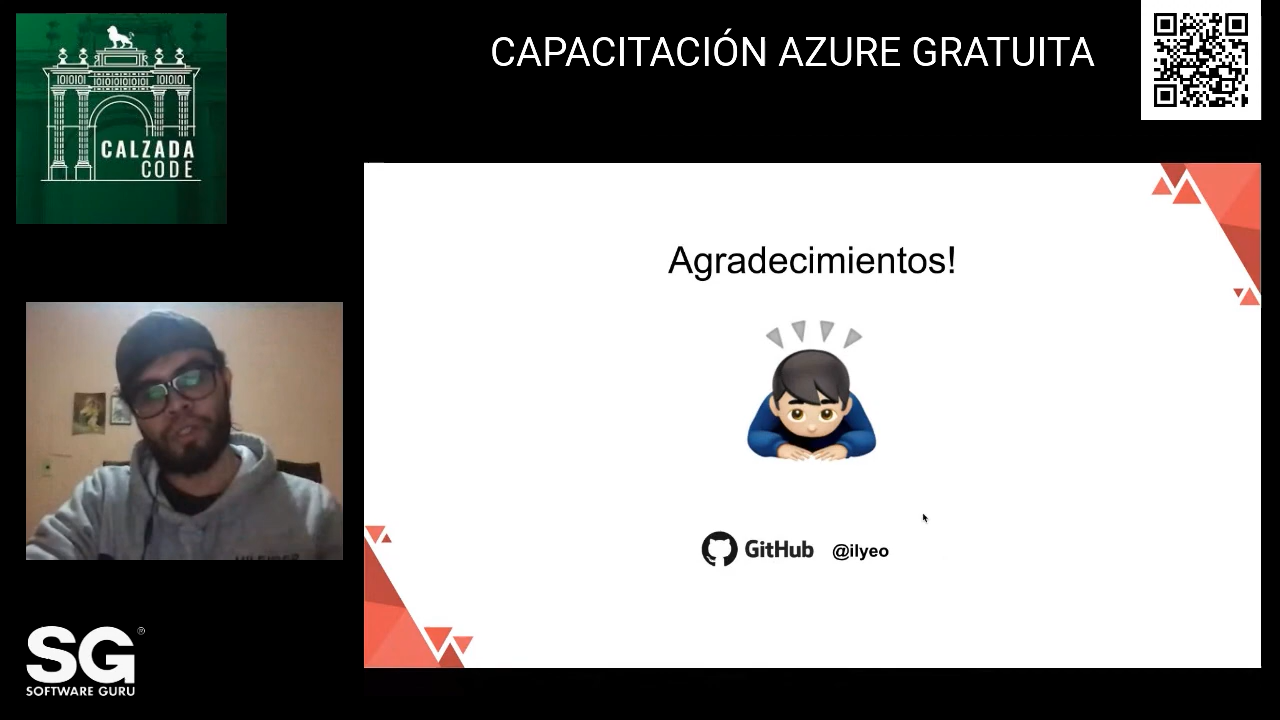 CALZADA
CODE
CAPACITACIÓN AZURE GRATUITA
Agradecimientos!
GitHub @ilyeo
SG®
SOFTWARE GURU